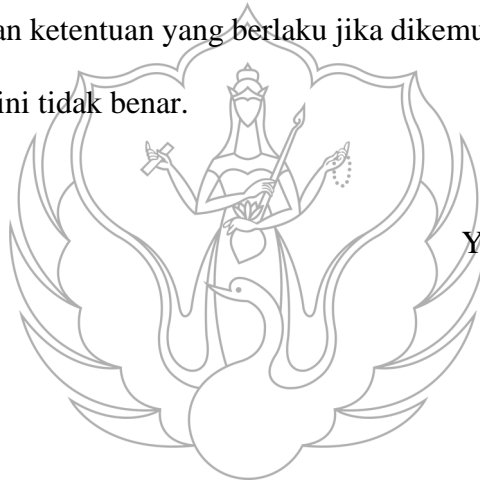 an ketentuan yang berlaku jika dikemu
ini tidak benar.
Y